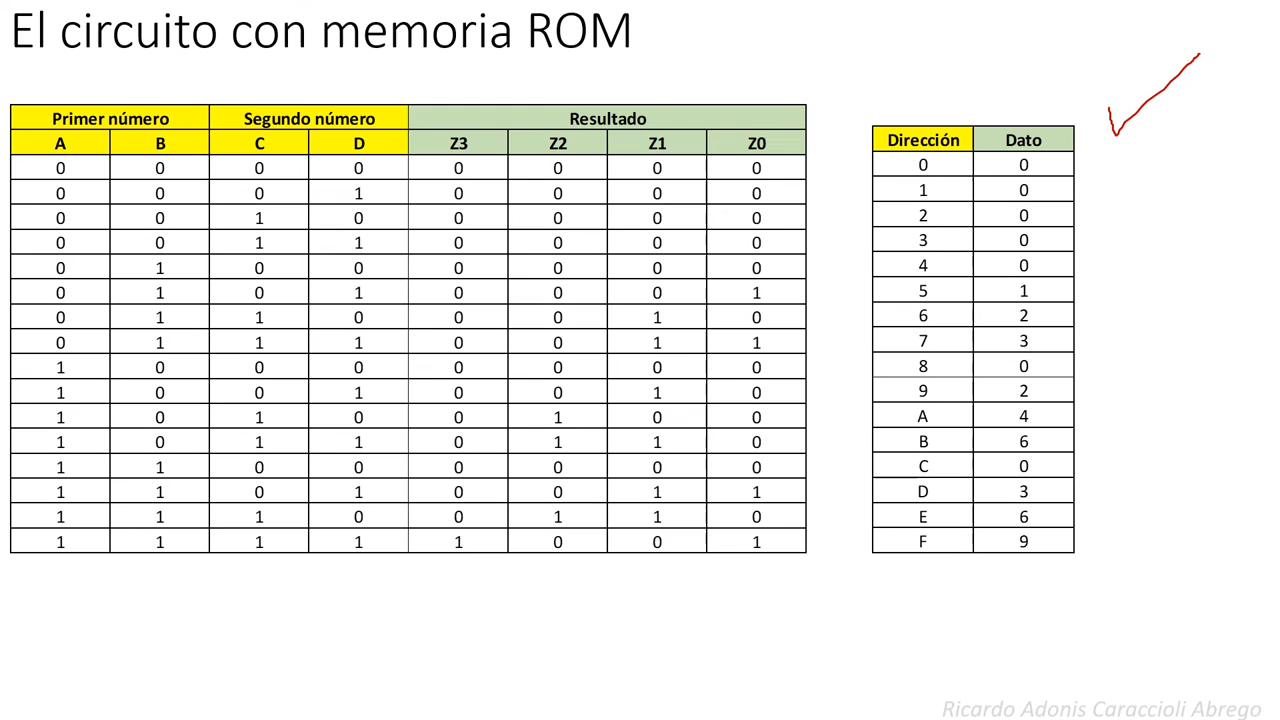 El circuito con memoria ROM
Primer número Segundo número Resultado
A B C D Z3 Z2 Z1 Z0
0 0 0 0 0 0 0 0
0 0 0 1 0 0 0 0
0 0 1 0 0 0 0 0
0 0 1 1 0 0 0 0
0 1 0 0 0 0 0 0
0 1 0 1 0 0 0 1
0 1 1 0 0 0 1 0
0 1 1 1 0 0 1 1
1 0 0 0 0 0 0 0
1 0 0 1 0 0 1 0
1 0 1 0 0 1 0 0
1 0 1 1 0 1 1 0
1 1 0 0 0 0 0 0
1 1 0 1 0 0 1 1
1 1 1 0 0 1 1 0
1 1 1 1 1 0 0 1
Dirección Dato
0 0
1 0
2 0
3 0
4 0
5 1
6 2
7 3
8 0
9 2
A 4
B 6
C 0
D 3
E 6
F 9
Ricardo Adonis Caraccioli Abrego